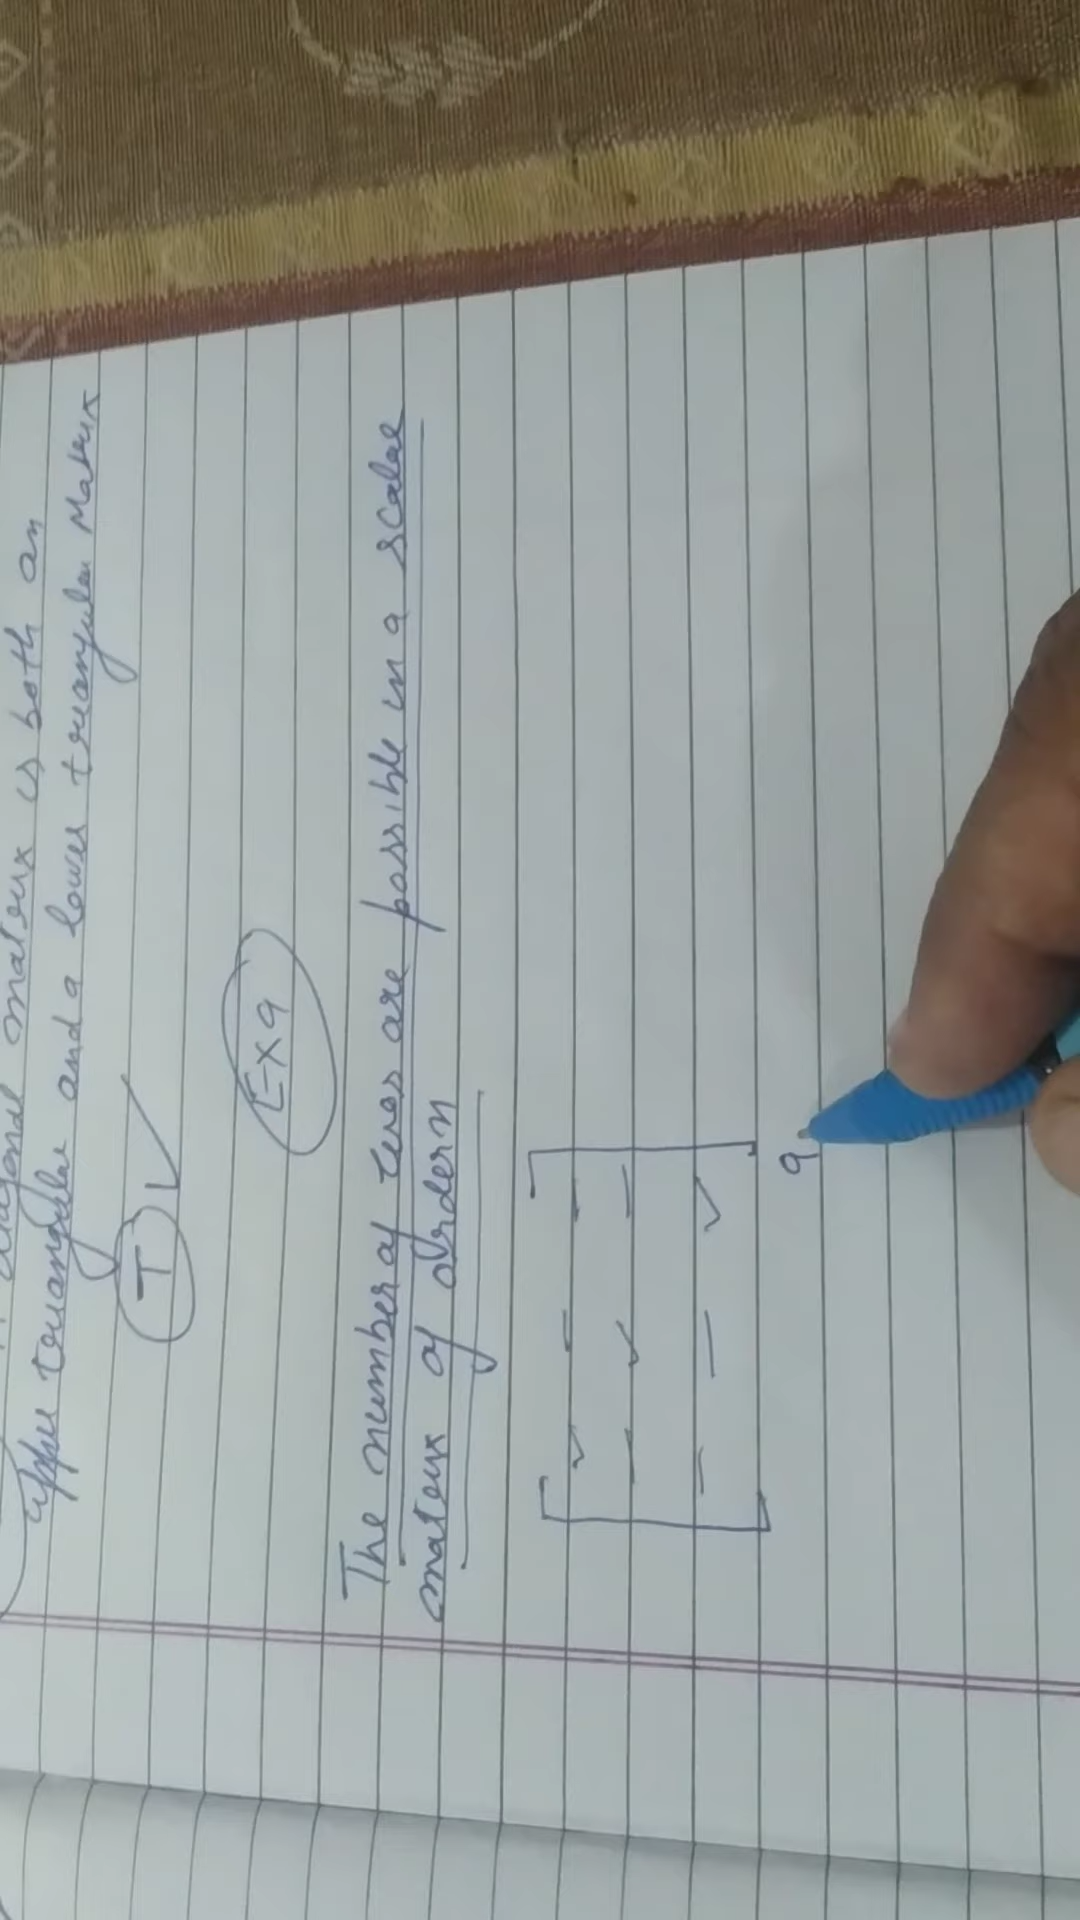 diagonal matrix is both an
upper triangular and a lower triangular Matrix
T
Ex 9
The number of zeros are possible in a scalar
matrix of order n
9